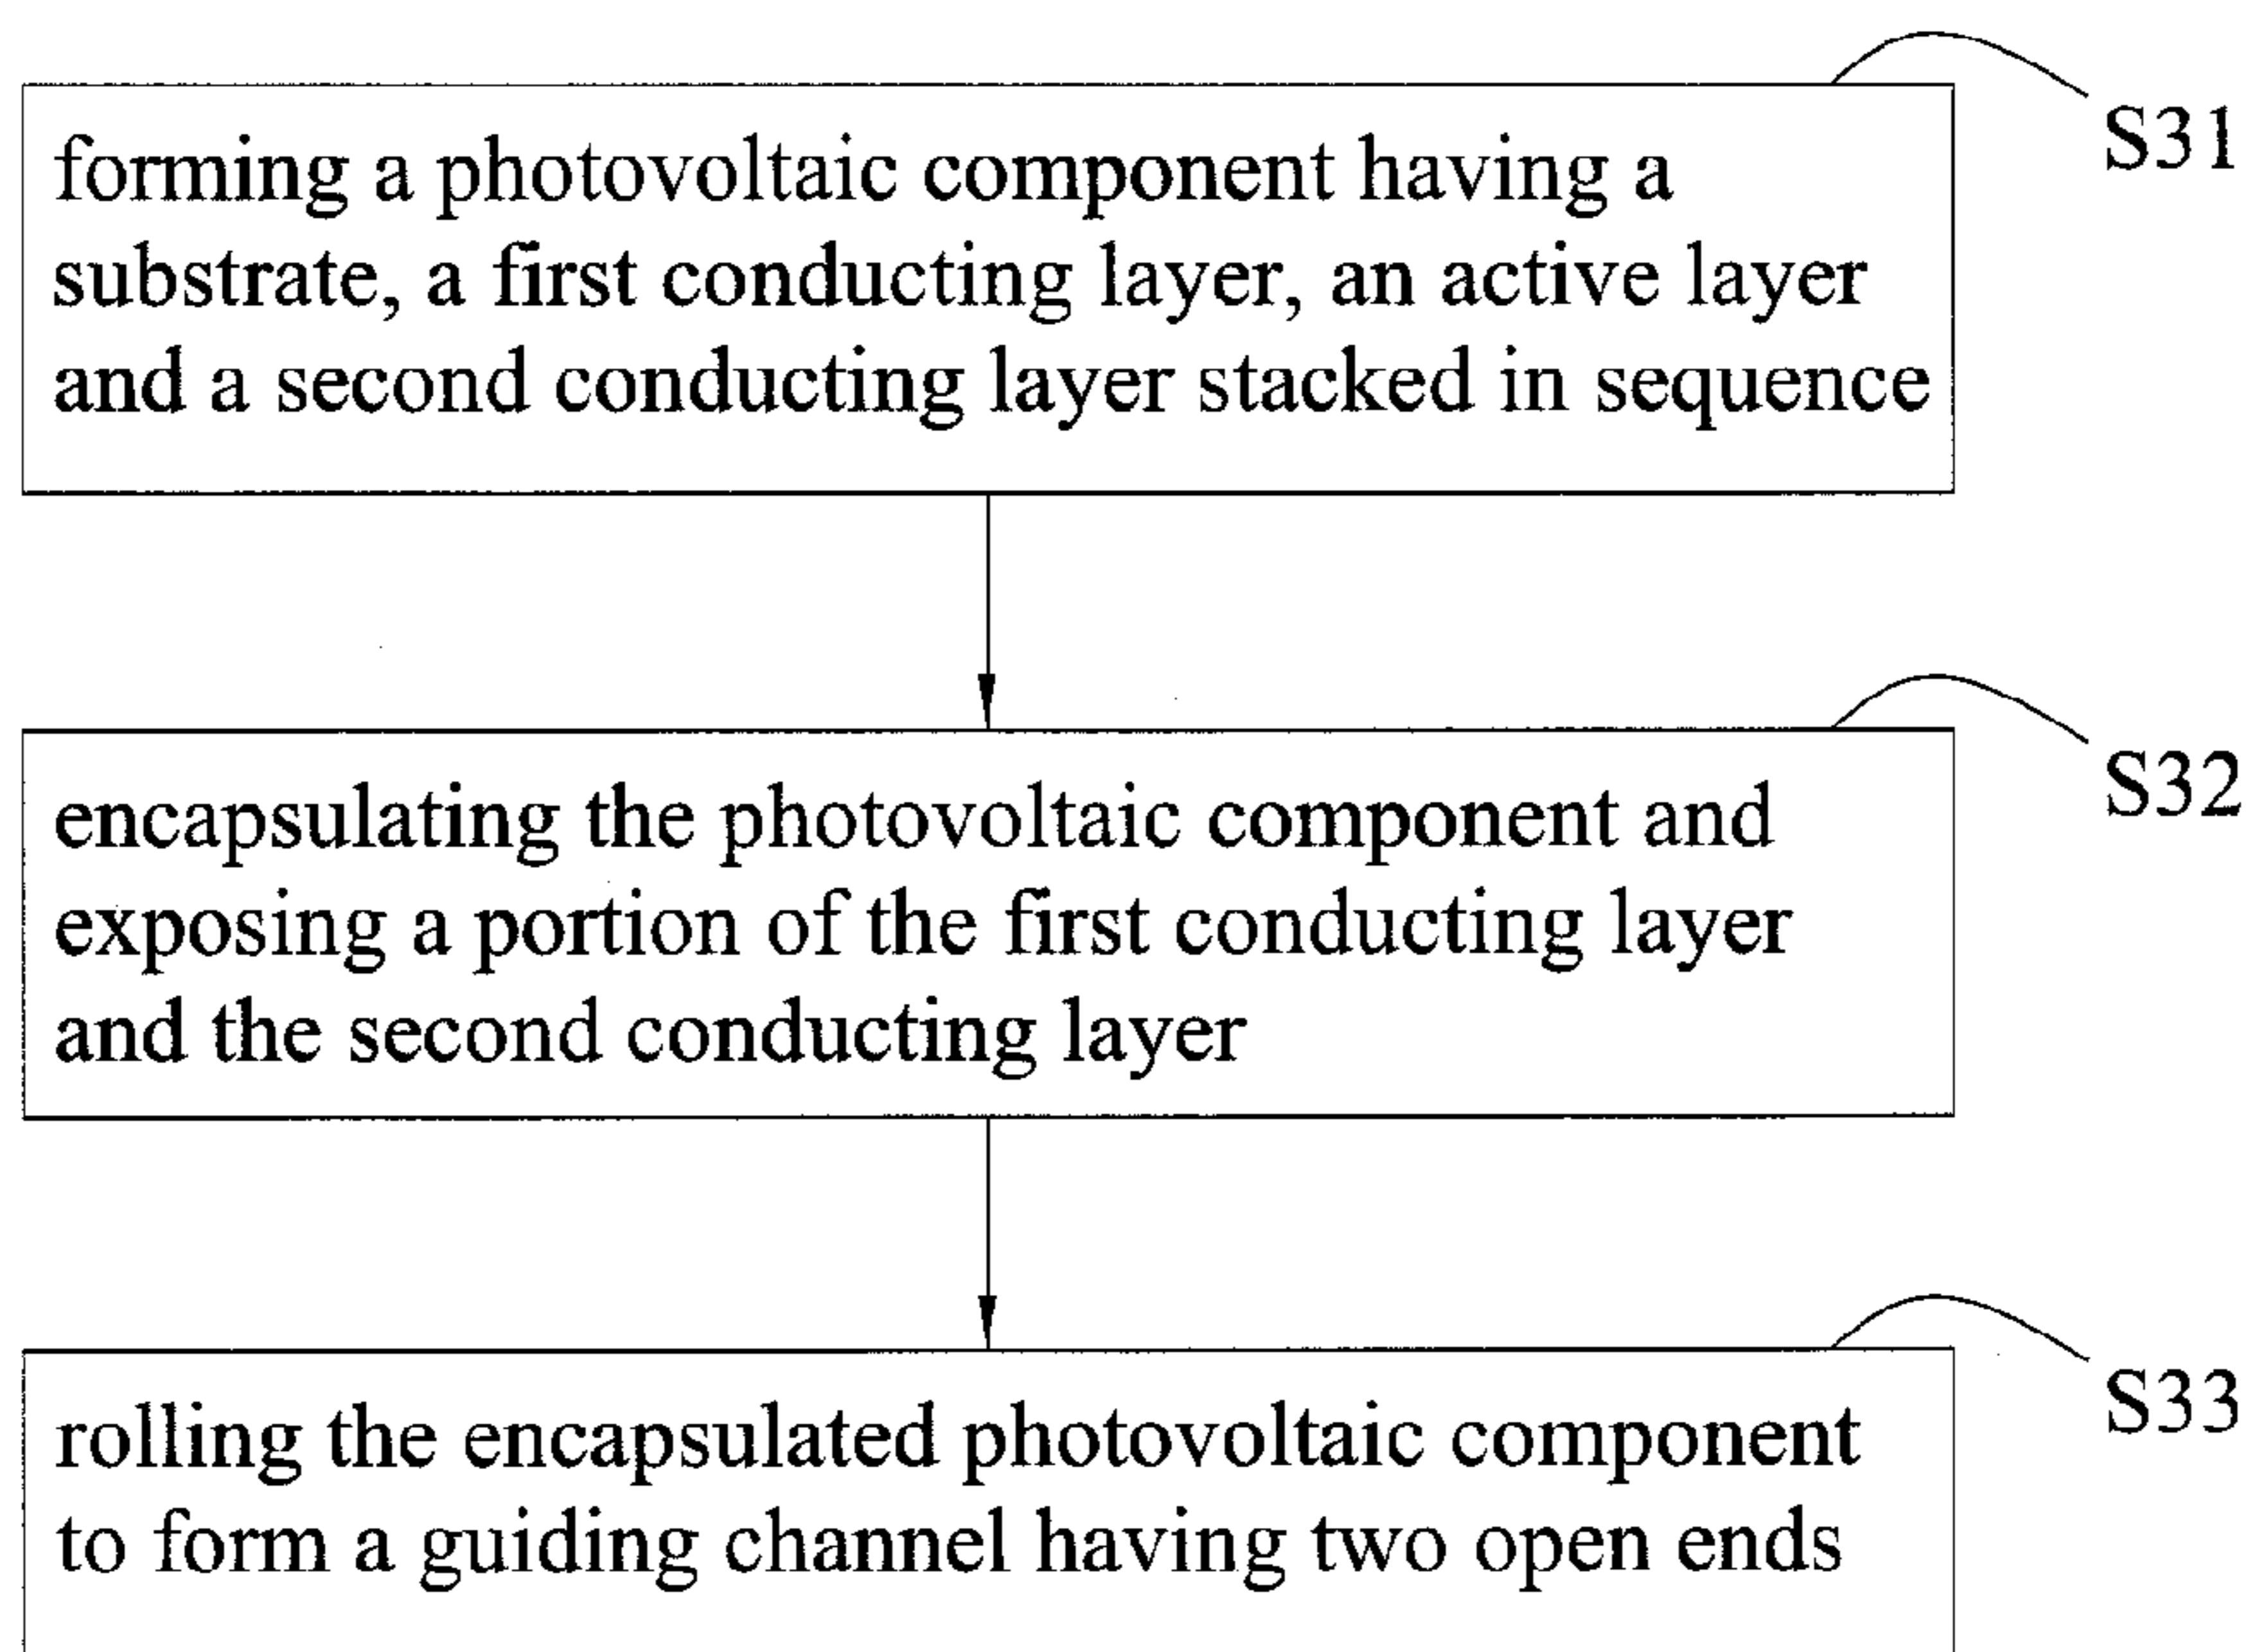 S31
forming a photovoltaic component having a
substrate, a first conducting layer, an active layer
and a second conducting layer stacked in sequence
S32
encapsulating the photovoltaic component and
exposing a portion of the first conducting layer
and the second conducting layer
S33
rolling the encapsulated photovoltaic component
to form a guiding channel having two open ends